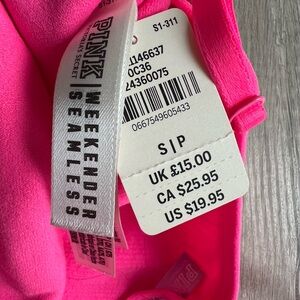 PINK
VICTORIA'S SECRET
WEEKENDER
SEAMLESS
S1-311
1146637
0C36
24360075
0667549605433
S | P
UK £15.00
CA $25.95
US $19.95